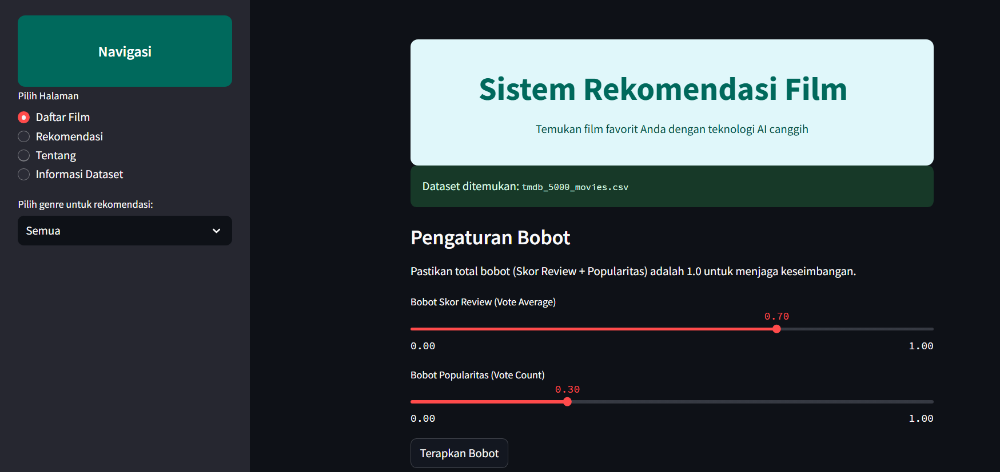 Navigasi
Pilih Halaman
Daftar Film
Rekomendasi
Tentang
Informasi Dataset
Pilih genre untuk rekomendasi:
Semua
Sistem Rekomendasi Film
Temukan film favorit Anda dengan teknologi AI canggih
Dataset ditemukan: tmdb_5000_movies.csv
Pengaturan Bobot
Pastikan total bobot (Skor Review + Popularitas) adalah 1.0 untuk menjaga keseimbangan.
Bobot Skor Review (Vote Average)
0.70
0.00 1.00
Bobot Popularitas (Vote Count)
0.30
0.00 1.00
Terapkan Bobot